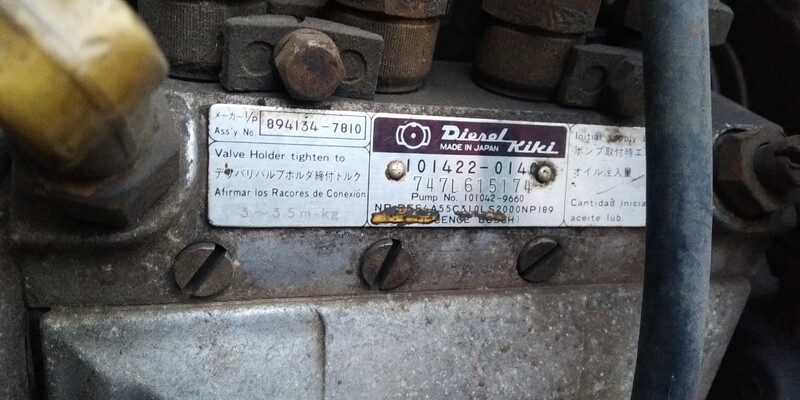 メーカー I/P
Ass'y No.
894134-7810
Valve Holder tighten to
デリバリバルブホルダ締付トルク
Afirmar los Racores de Conexión
3～3.5m-kg
Diesel Kiki
MADE IN JAPAN
101422-014
747L615174
Pump No. 101042-9660
Initial supply
ポンプ取付時エ
オイル注入量
Cantidad inicia
aceite lub.